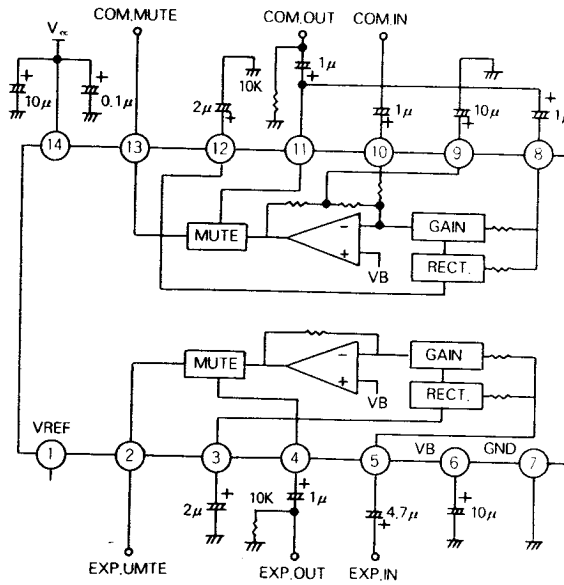 COM.MUTE
COM.OUT
COM.IN
Vcc
+
10μ
+
0.1μ
2μ
+
10K
+
1μ
1μ
+
10μ
+
+
1μ
14
13
12
11
10
9
8
MUTE
−
+
VB
GAIN
RECT.
MUTE
−
+
VB
GAIN
RECT.
VREF
VB
GND
1
2
3
4
5
6
7
2μ
+
10K
+
1μ
4.7μ
+
+
10μ
EXP.UMTE
EXP.OUT
EXP.IN